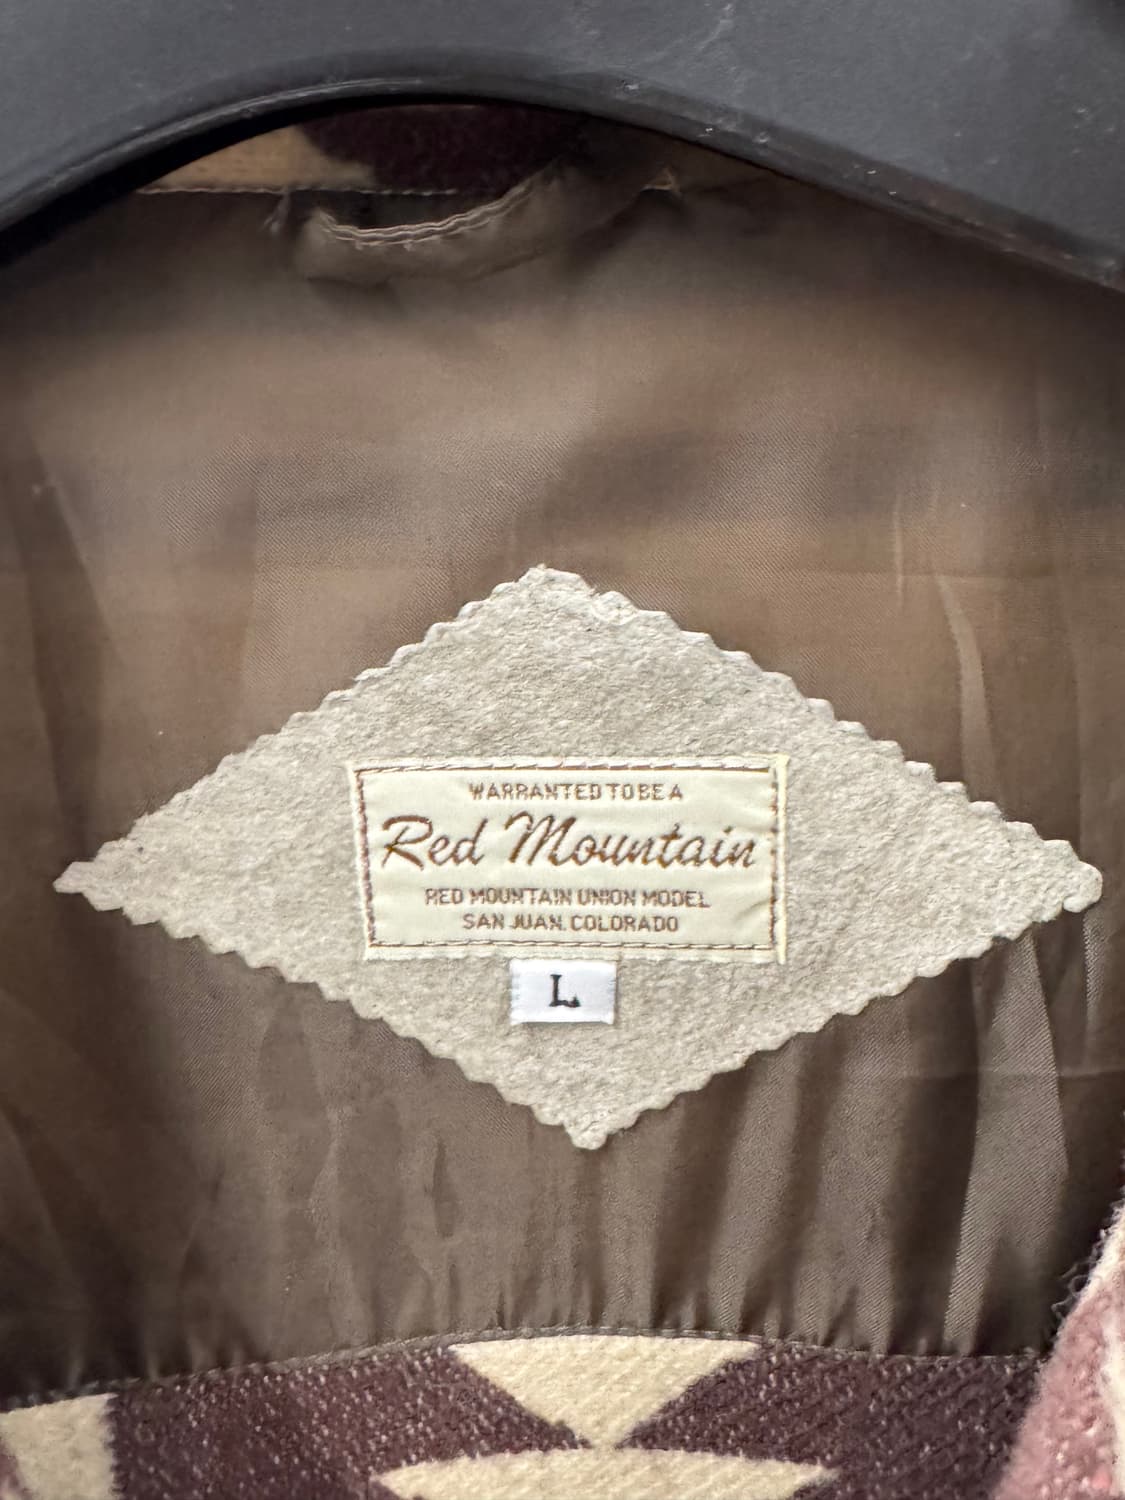 WARRANTED TO BE A
Red Mountain
RED MOUNTAIN UNION MODEL
SAN JUAN. COLORADO
L